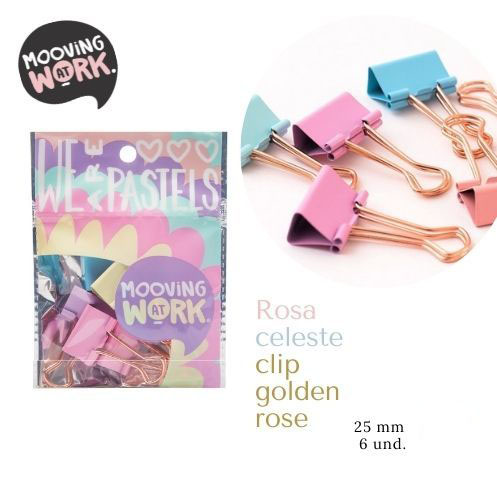 MOOViNG
AT
WORK.
WE ARE
PASTELS
MOOViNG
AT
WORK.
Rosa
celeste
clip
golden
rose
25 mm
6 und.